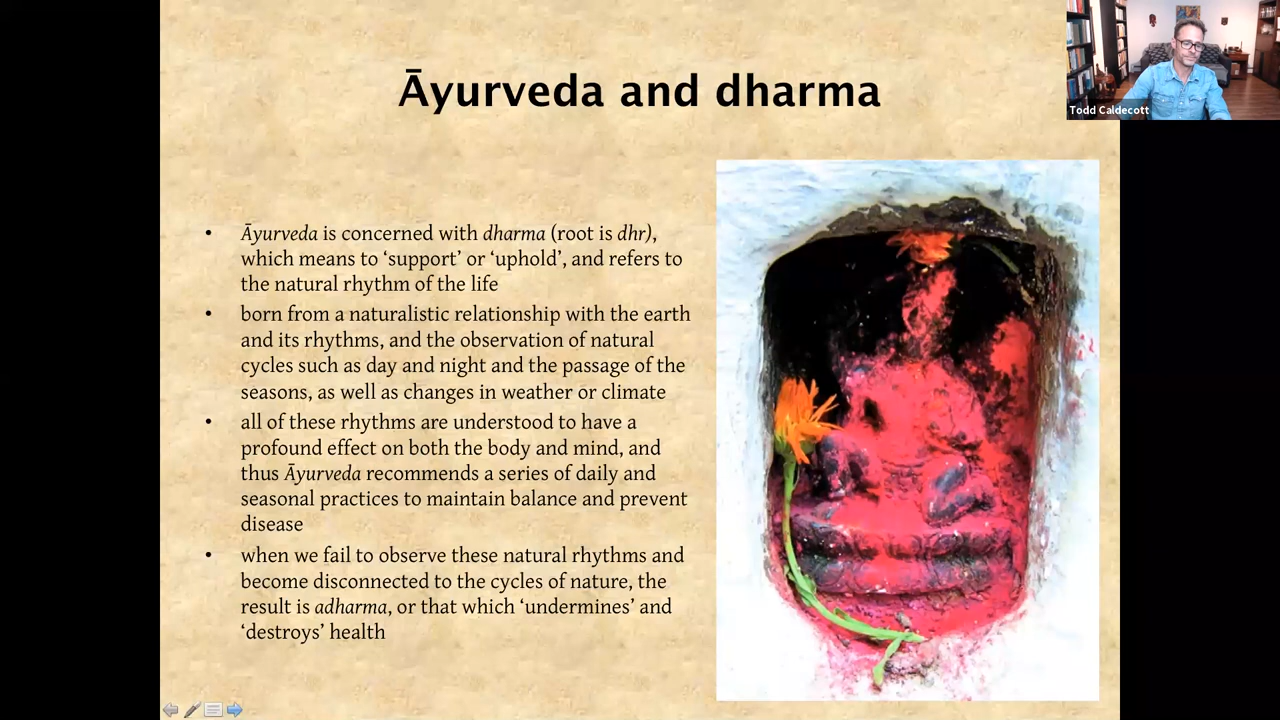 Āyurveda and dharma
Todd Caldecott
• Āyurveda is concerned with dharma (root is dhr),
which means to ‘support’ or ‘uphold’, and refers to
the natural rhythm of the life
• born from a naturalistic relationship with the earth
and its rhythms, and the observation of natural
cycles such as day and night and the passage of the
seasons, as well as changes in weather or climate
• all of these rhythms are understood to have a
profound effect on both the body and mind, and
thus Āyurveda recommends a series of daily and
seasonal practices to maintain balance and prevent
disease
• when we fail to observe these natural rhythms and
become disconnected to the cycles of nature, the
result is adharma, or that which ‘undermines’ and
‘destroys’ health